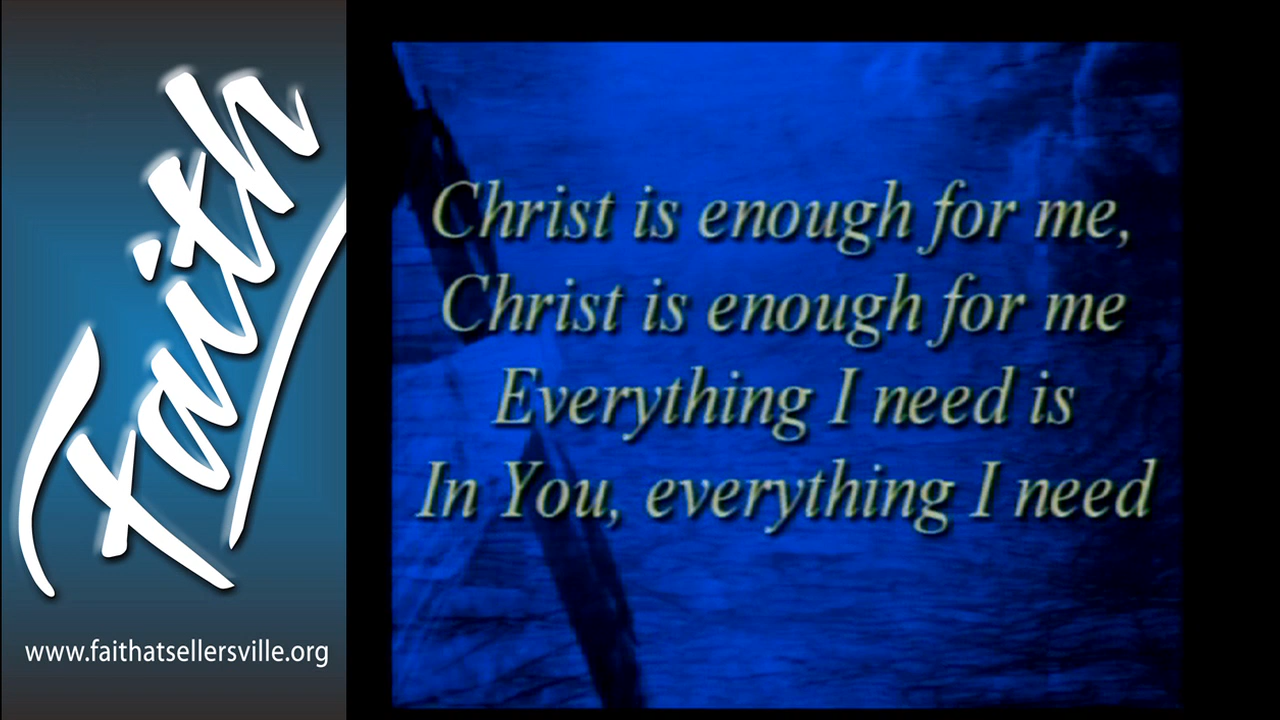 Faith
www.faithatsellersville.org
Christ is enough for me,
Christ is enough for me
Everything I need is
In You, everything I need